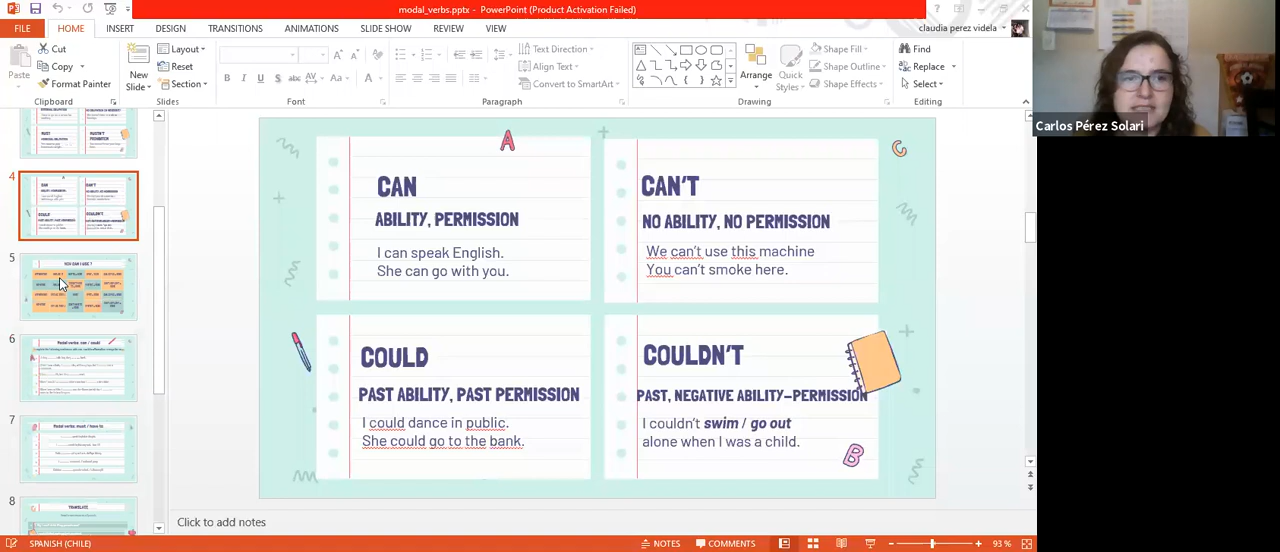 modal_verbs.pptx - PowerPoint (Product Activation Failed)
FILE HOME INSERT DESIGN TRANSITIONS ANIMATIONS SLIDE SHOW REVIEW VIEW
claudia perez videla
Paste
Cut
Copy
Format Painter
Clipboard
New Slide
Layout
Reset
Section
Slides
B I U S abc
Font
Paragraph
Text Direction
Align Text
Convert to SmartArt
Arrange
Quick Styles
Shape Fill
Shape Outline
Shape Effects
Drawing
Find
Replace
Select
Editing
Carlos Pérez Solari
4
5
6
7
8
CAN
ABILITY, PERMISSION
I can speak English.
She can go with you.
CAN'T
NO ABILITY, NO PERMISSION
We can't use this machine
You can't smoke here.
COULD
PAST ABILITY, PAST PERMISSION
I could dance in public.
She could go to the bank.
COULDN'T
PAST, NEGATIVE ABILITY-PERMISSION
I couldn't swim / go out
alone when I was a child.
A
C
B
Click to add notes
SPANISH (CHILE)
NOTES
COMMENTS
93 %